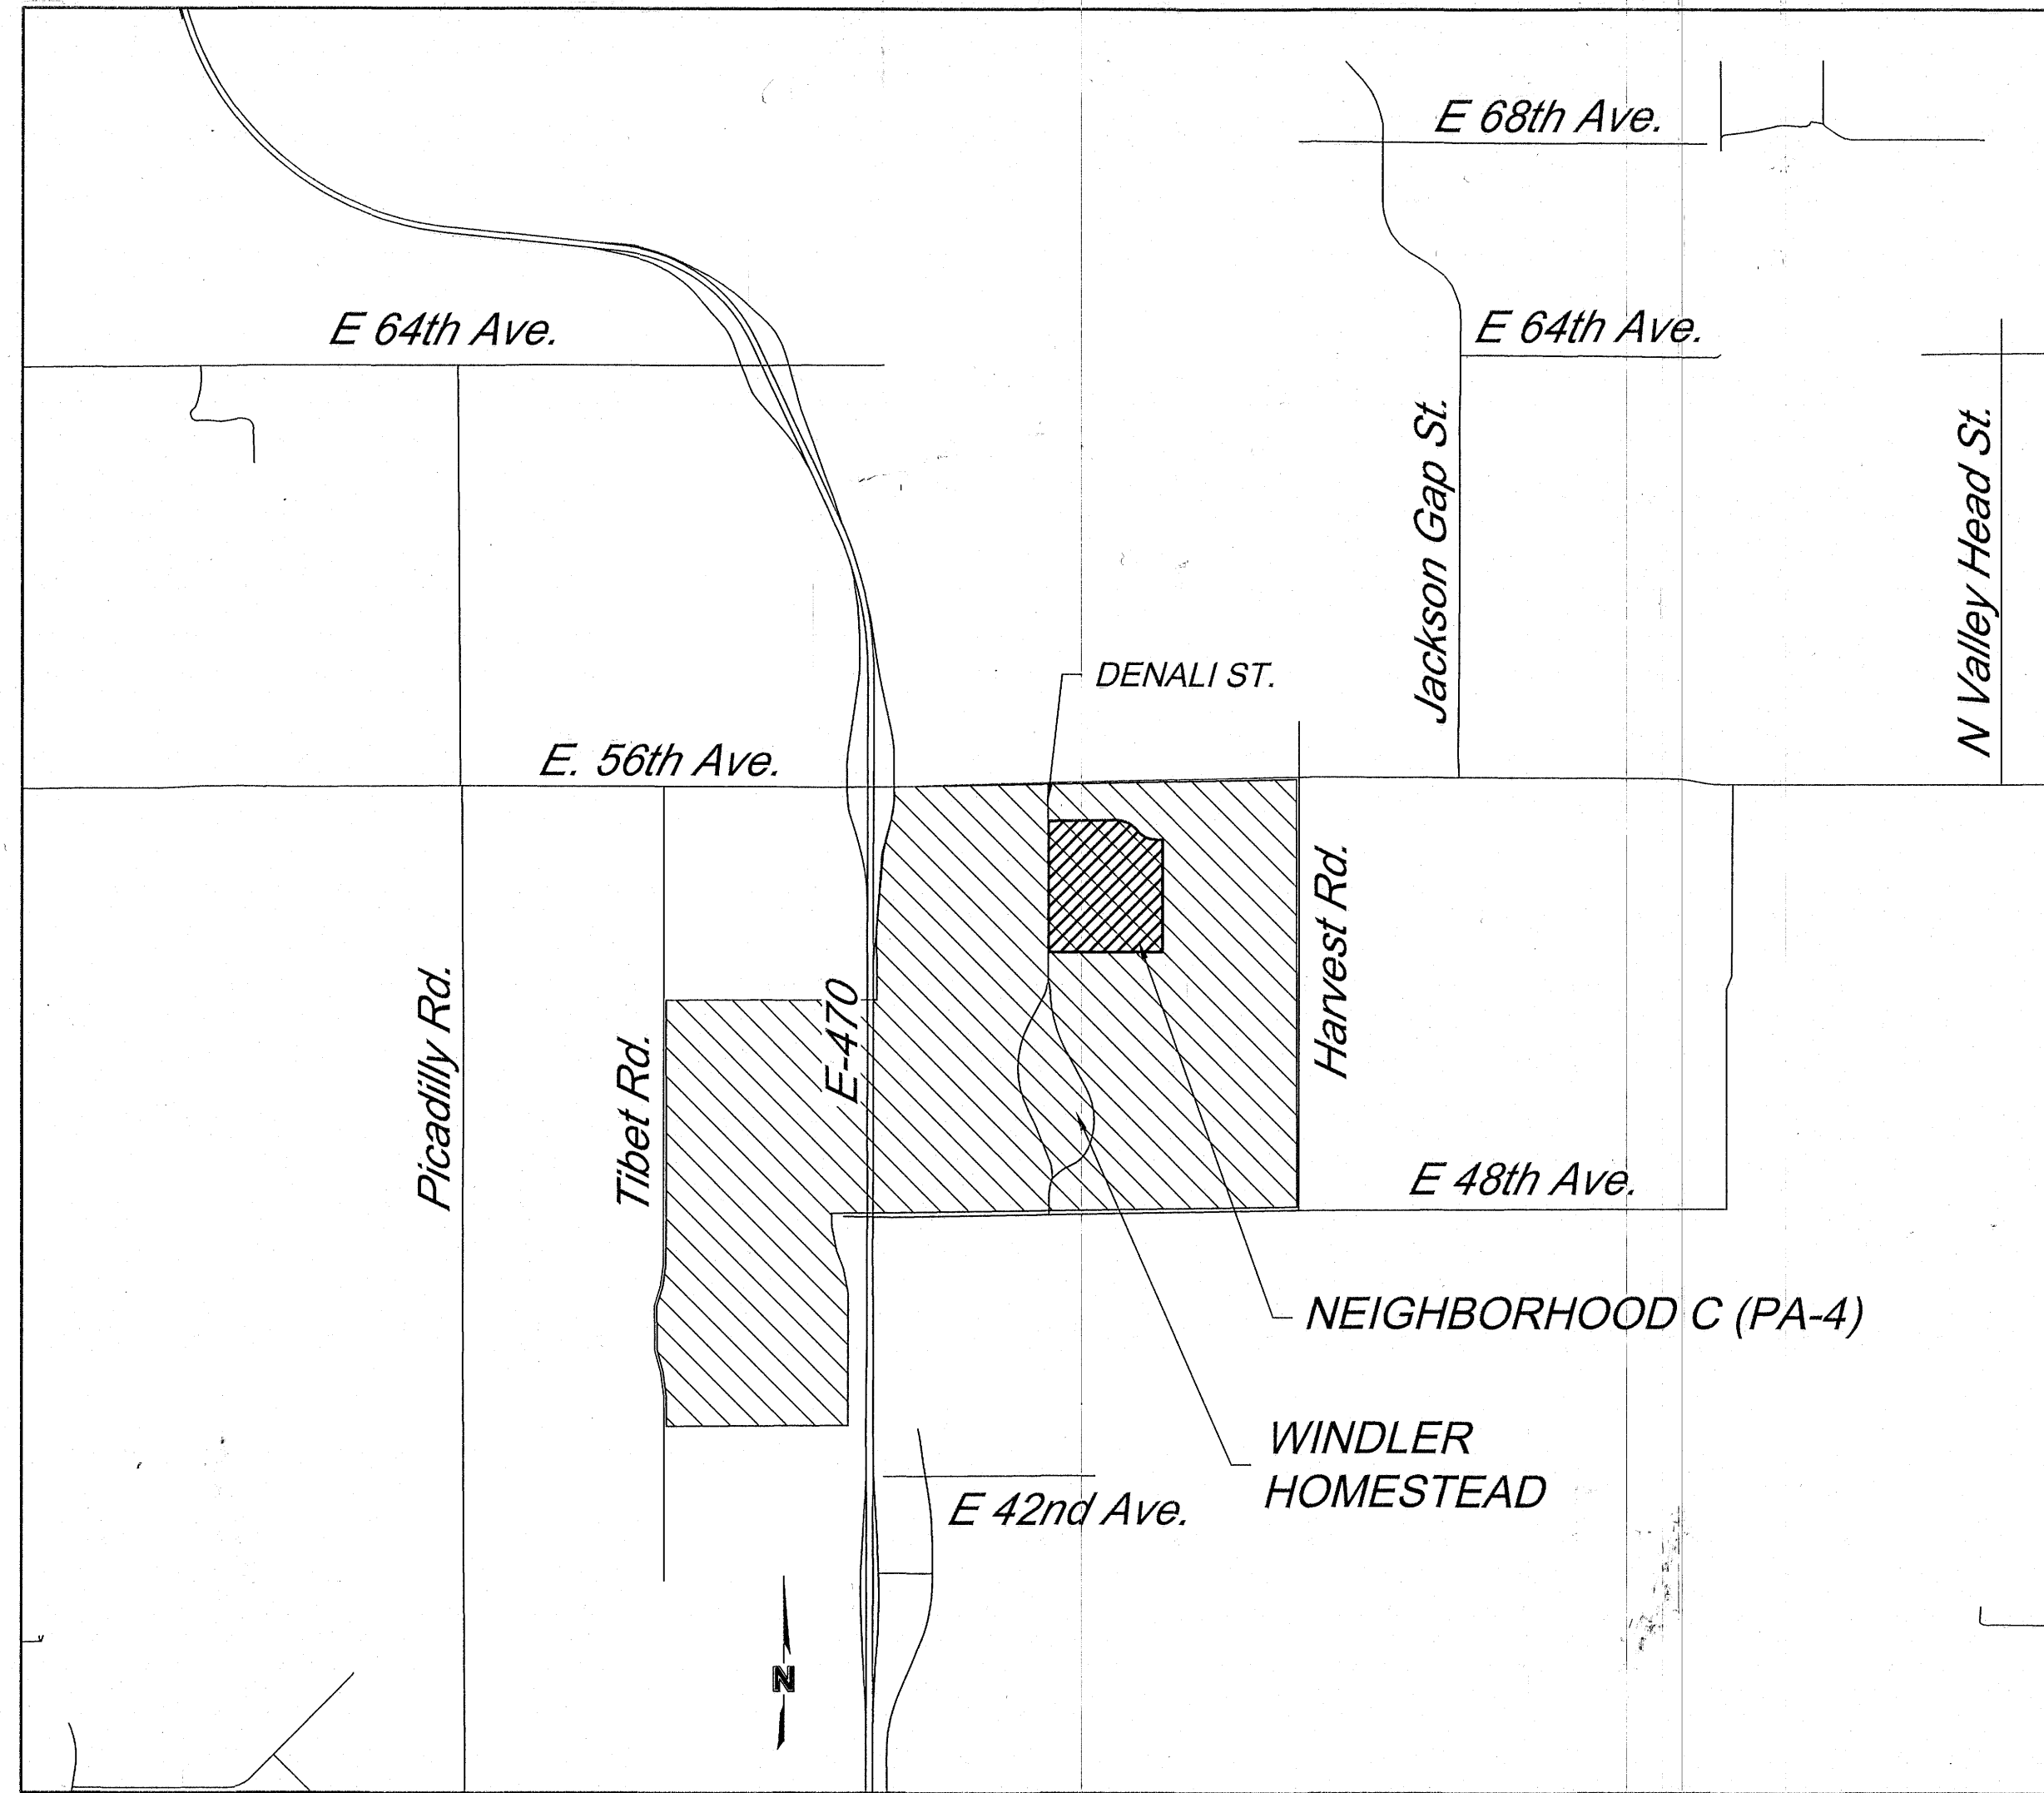 E 68th Ave.
E 64th Ave.
E 64th Ave.
Jackson Gap St.
N Valley Head St.
DENALI ST.
E. 56th Ave.
Harvest Rd.
Picadilly Rd.
Tibet Rd.
E-470
E 48th Ave.
NEIGHBORHOOD C (PA-4)
WINDLER
HOMESTEAD
E 42nd Ave.
N